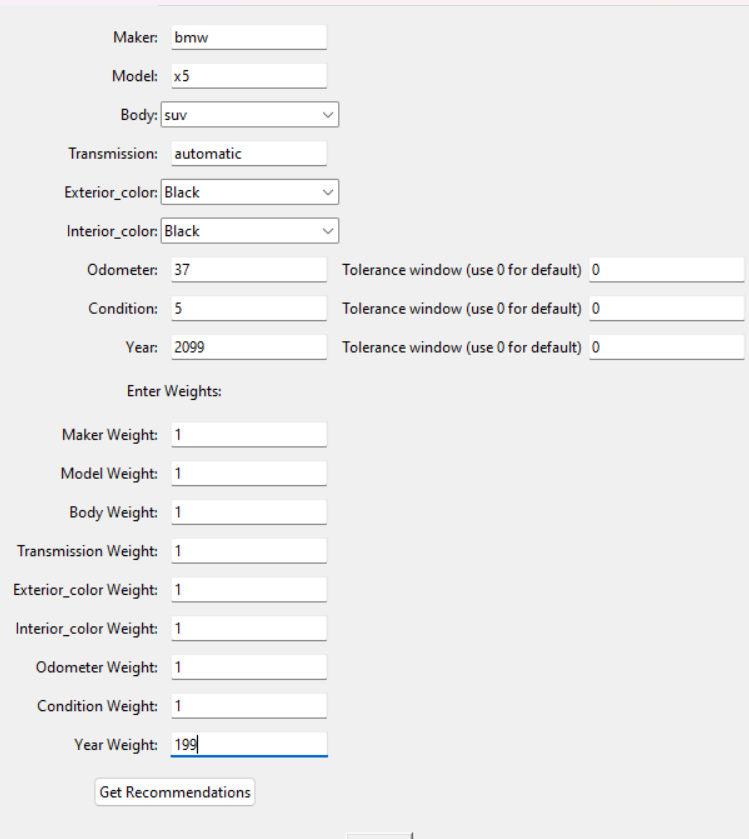 Maker: bmw
Model: x5
Body: suv
Transmission: automatic
Exterior_color: Black
Interior_color: Black
Odometer: 37 Tolerance window (use 0 for default) 0
Condition: 5 Tolerance window (use 0 for default) 0
Year: 2099 Tolerance window (use 0 for default) 0
Enter Weights:
Maker Weight: 1
Model Weight: 1
Body Weight: 1
Transmission Weight: 1
Exterior_color Weight: 1
Interior_color Weight: 1
Odometer Weight: 1
Condition Weight: 1
Year Weight: 199
Get Recommendations